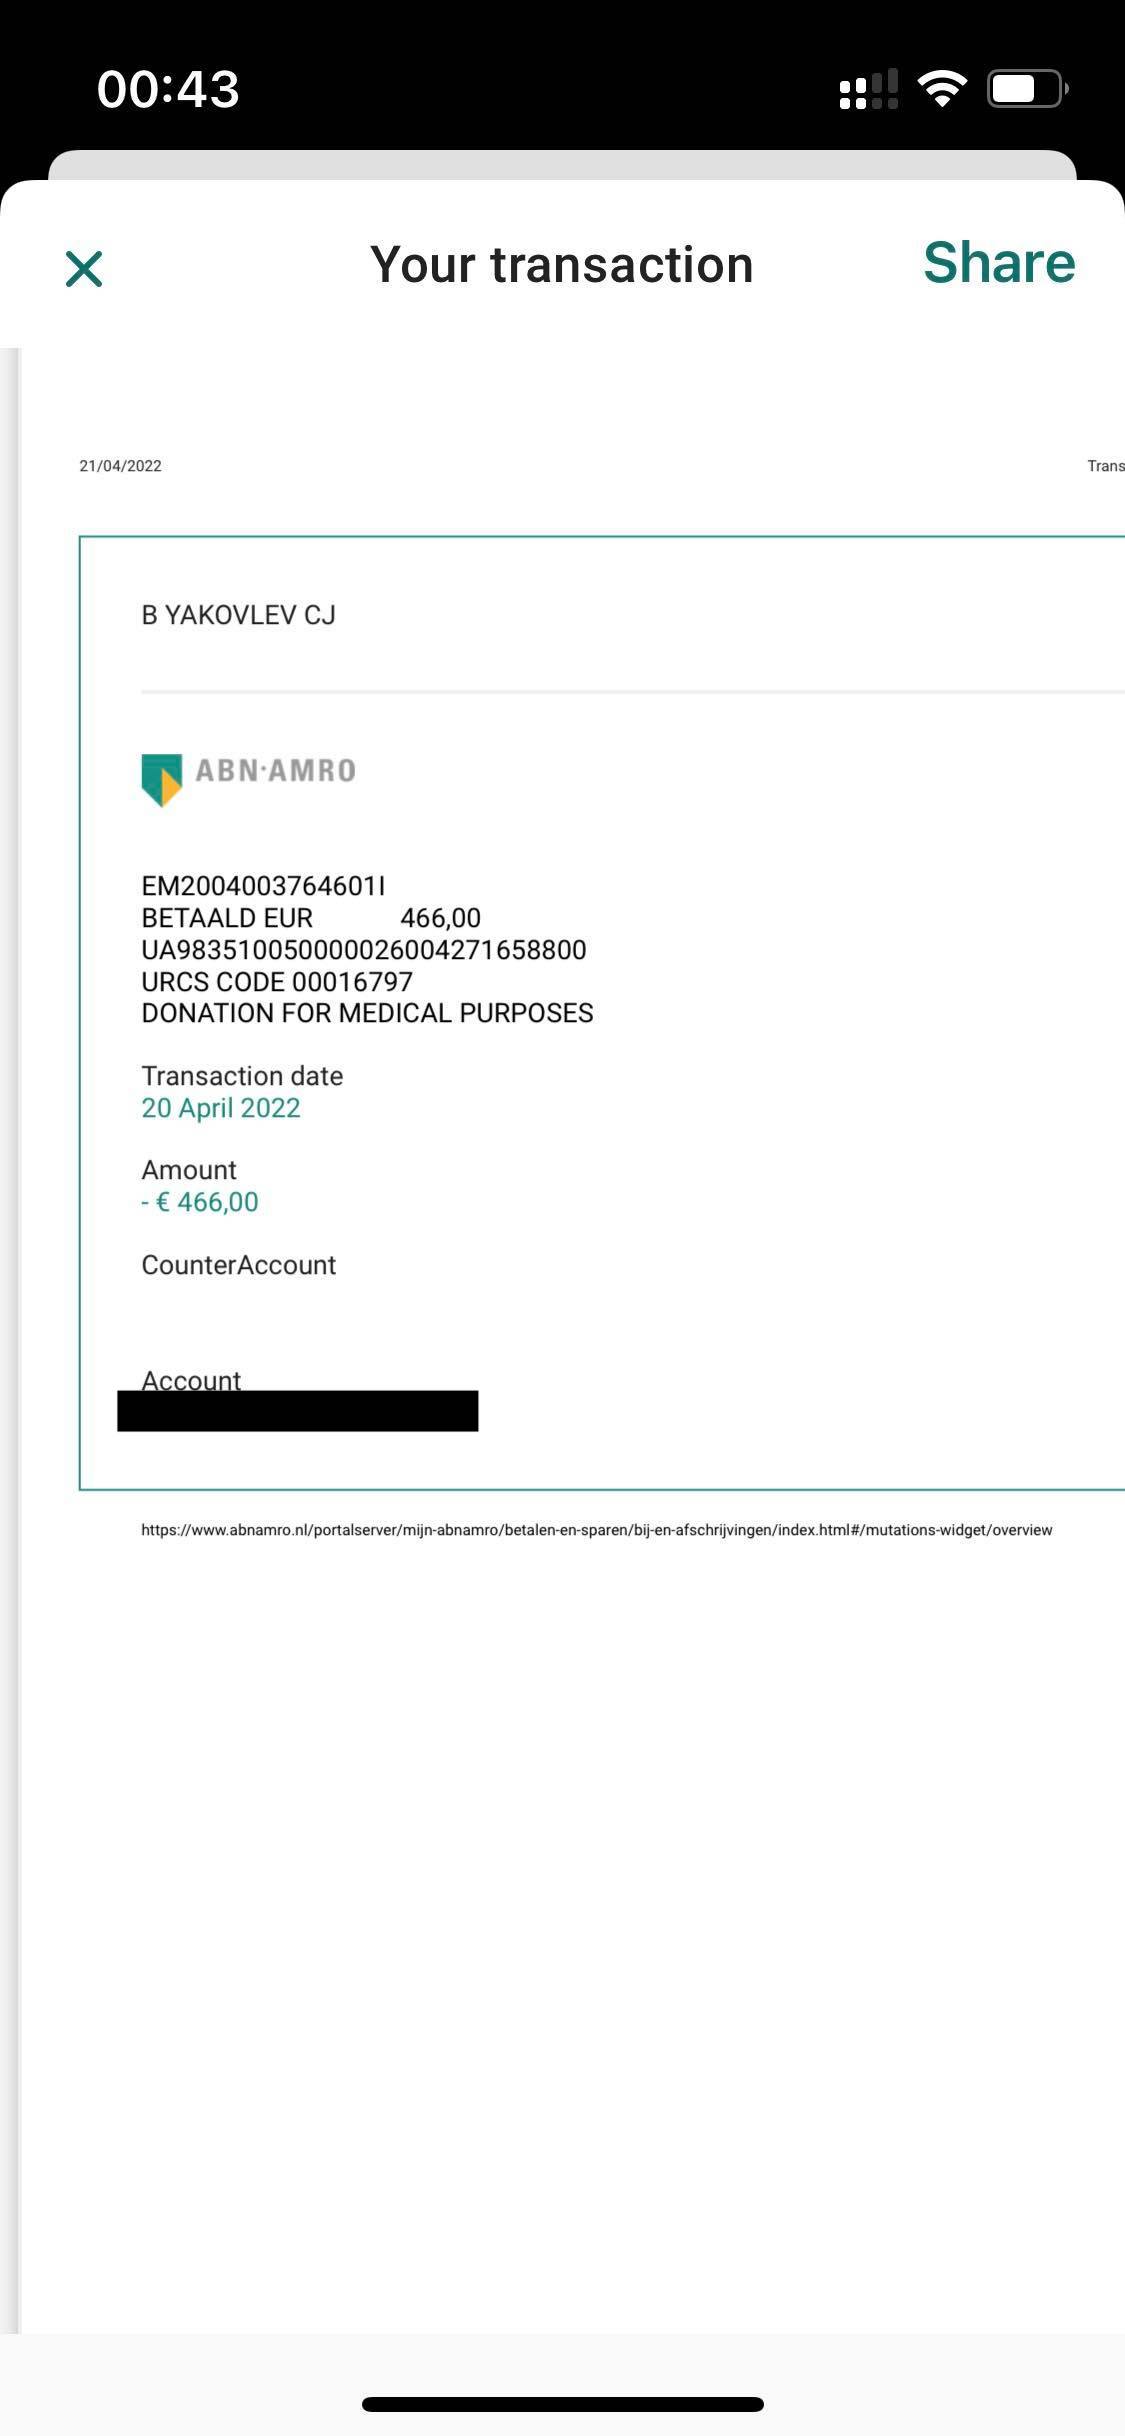 00:43
Your transaction
Share
21/04/2022
Trans
B YAKOVLEV CJ
ABN·AMRO
EM2004003764601I
BETAALD EUR 466,00
UA983510050000026004271658800
URCS CODE 00016797
DONATION FOR MEDICAL PURPOSES
Transaction date
20 April 2022
Amount
- € 466,00
CounterAccount
Account
https://www.abnamro.nl/portalserver/mijn-abnamro/betalen-en-sparen/bij-en-afschrijvingen/index.html#/mutations-widget/overview